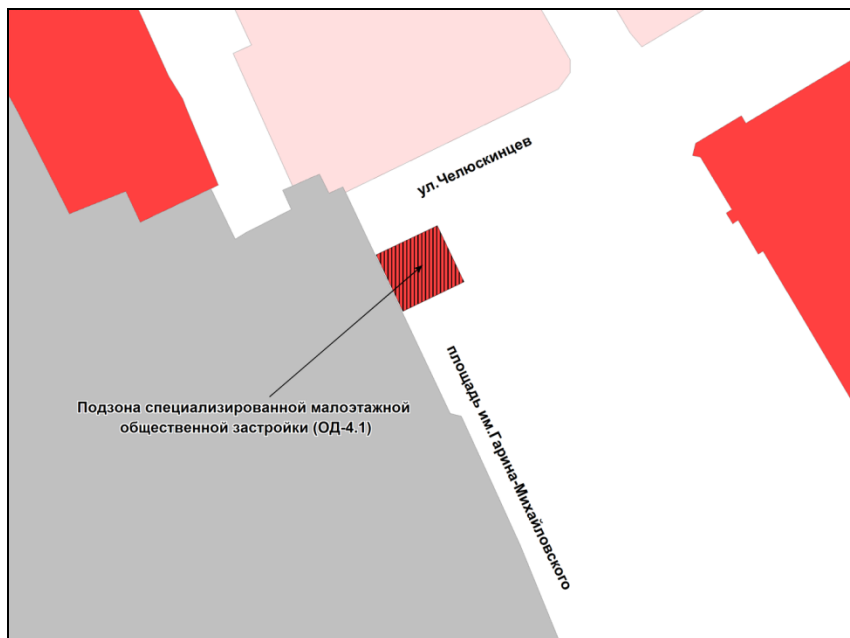 ул.Челюскинцев
площадь им.Гарина-Михайловского
Подзона специализированной малоэтажной
общественной застройки (ОД-4.1)